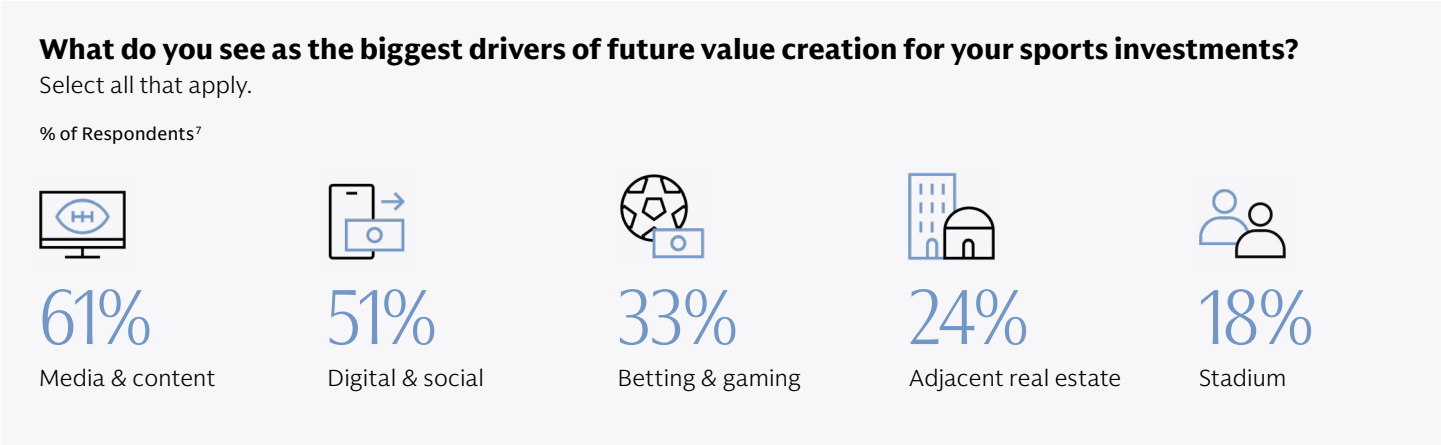 What do you see as the biggest drivers of future value creation for your sports investments?
Select all that apply.
% of Respondents⁷
61% 51% 33% 24% 18%
Media & content Digital & social Betting & gaming Adjacent real estate Stadium